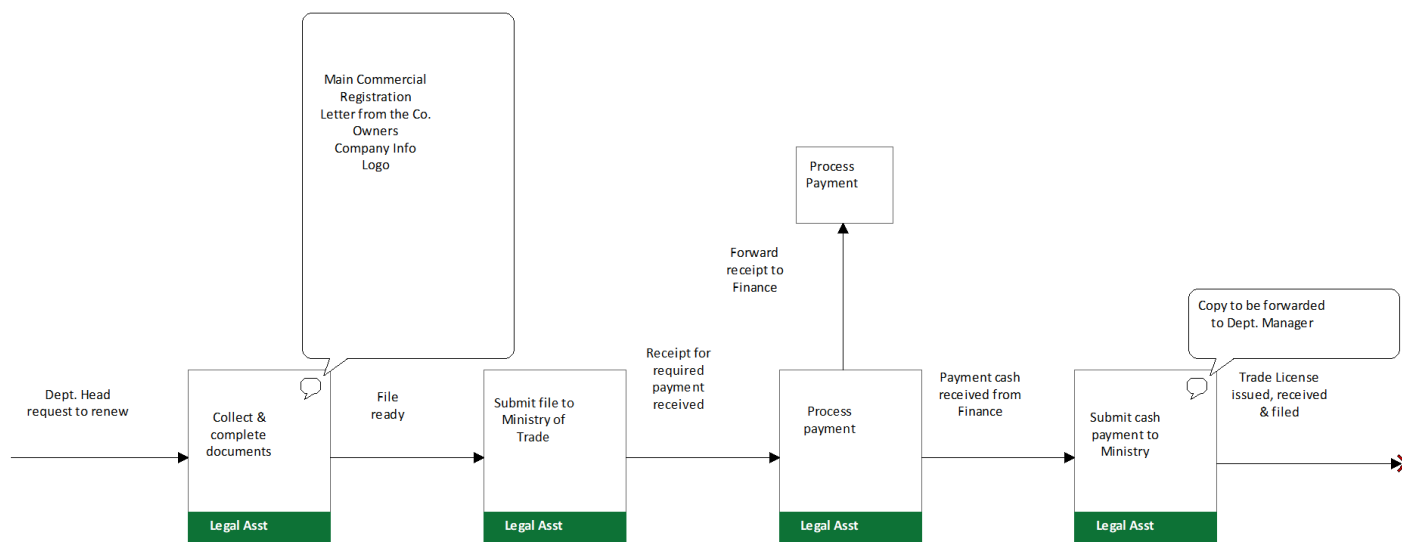 Main Commercial
Registration
Letter from the Co.
Owners
Company Info
Logo
Process
Payment
Forward
receipt to
Finance
Copy to be forwarded
to Dept. Manager
Dept. Head
request to renew
Collect &
complete
documents
Legal Asst
File
ready
Submit file to
Ministry of
Trade
Legal Asst
Receipt for
required
payment
received
Process
payment
Legal Asst
Payment cash
received from
Finance
Submit cash
payment to
Ministry
Legal Asst
Trade License
issued, received
& filed